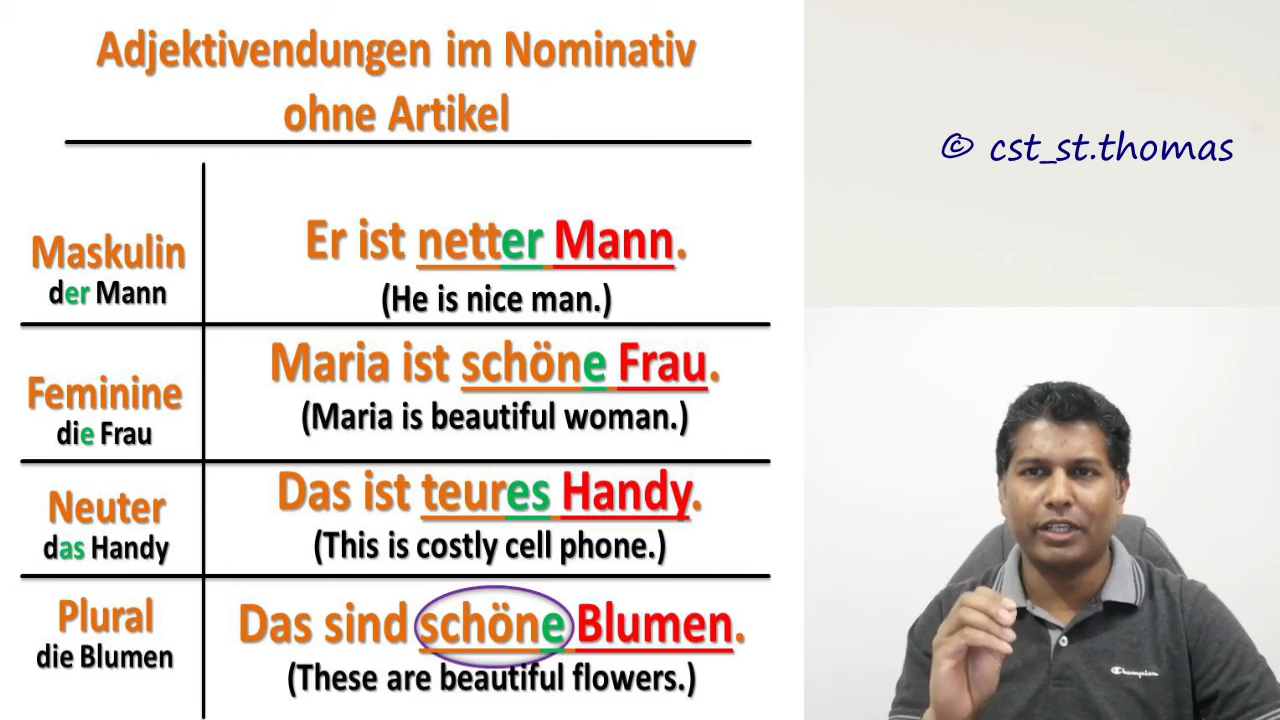 Adjektivendungen im Nominativ
ohne Artikel
© cst_st.thomas
Maskulin
der Mann
Er ist netter Mann.
(He is nice man.)
Feminine
die Frau
Maria ist schöne Frau.
(Maria is beautiful woman.)
Neuter
das Handy
Das ist teures Handy.
(This is costly cell phone.)
Plural
die Blumen
Das sind schöne Blumen.
(These are beautiful flowers.)
Champion